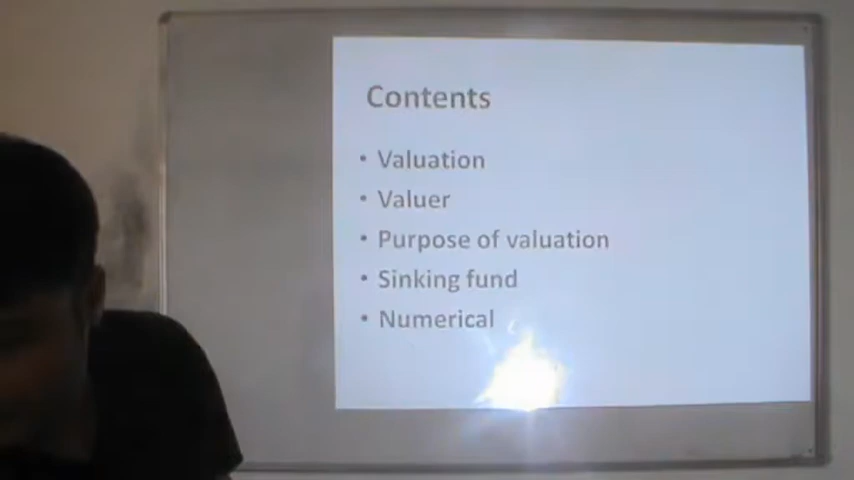 Contents
• Valuation
• Valuer
• Purpose of valuation
• Sinking fund
• Numerical